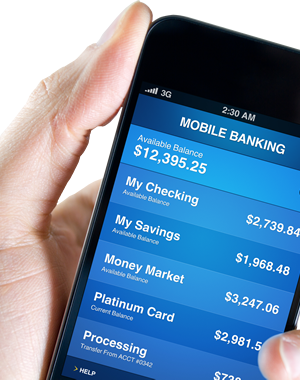 3G
2:30 AM
MOBILE BANKING
Available Balance
$12,395.25
My Checking
Available Balance
$2,739.84
My Savings
Available Balance
$1,968.48
Money Market
Available Balance
$3,247.06
Platinum Card
Current Balance
$2,981.5
Processing
Transfer From ACCT #0342
> HELP